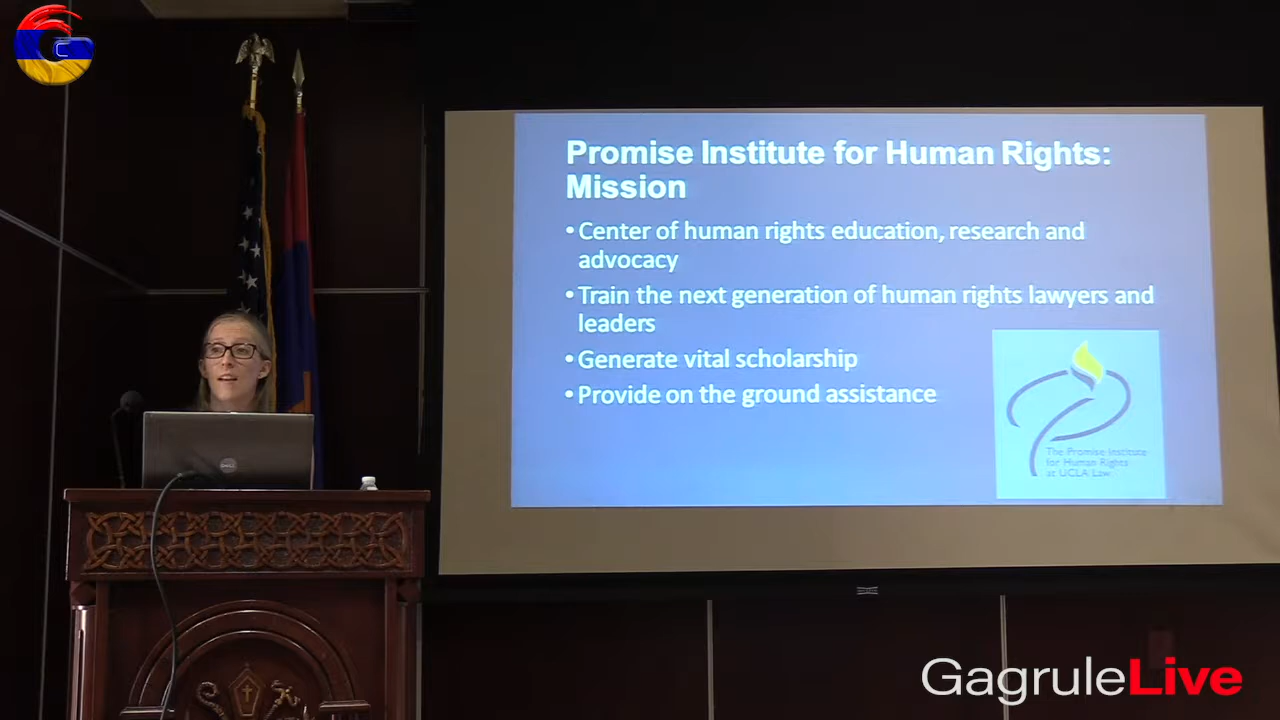 Promise Institute for Human Rights:
Mission
• Center of human rights education, research and
advocacy
• Train the next generation of human rights lawyers and
leaders
• Generate vital scholarship
• Provide on the ground assistance
The Promise Institute
for Human Rights
at UCLA Law
DELL
GagruleLive